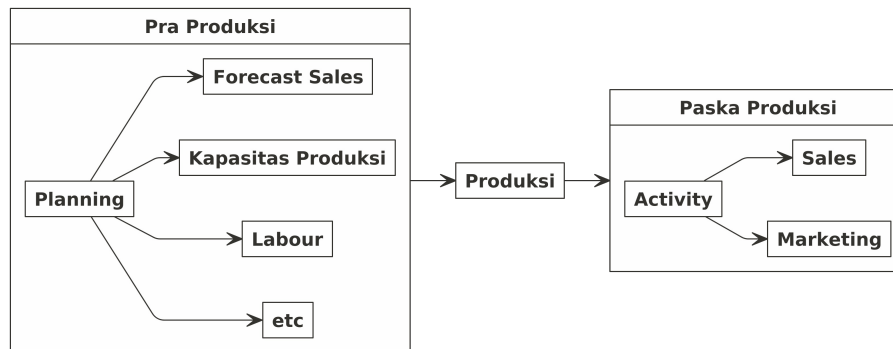 Pra Produksi
Forecast Sales
Kapasitas Produksi
Planning
Labour
etc
Produksi
Paska Produksi
Sales
Activity
Marketing